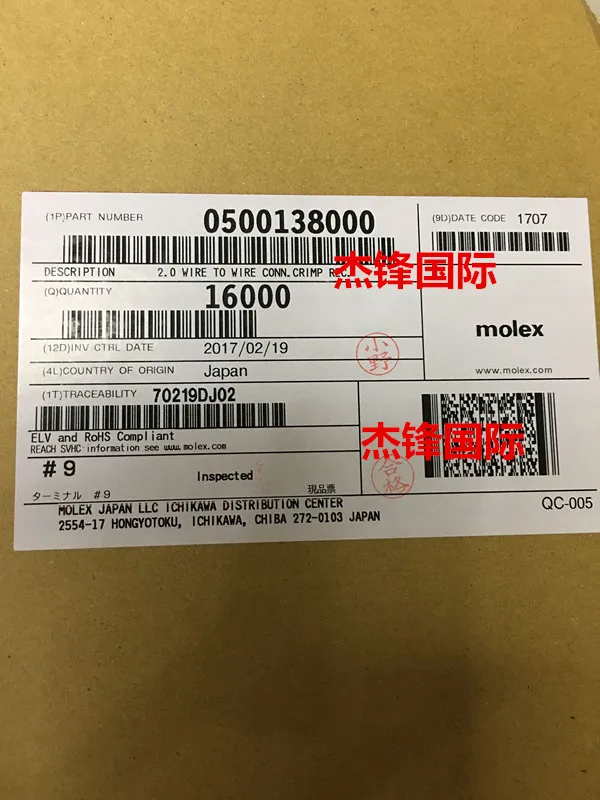 (1P)PART NUMBER 0500138000 (9D)DATE CODE 1707
DESCRIPTION 2.0 WIRE TO WIRE CONN.CRIMP REC.
杰锋国际
(Q)QUANTITY 16000
molex
(12D)INV CTRL DATE 2017/02/19
小野
(4L)COUNTRY OF ORIGIN Japan
www.molex.com
(1T)TRACEABILITY 70219DJ02
杰锋国际
ELV and RoHS Compliant
REACH SVHC information see www.molex.com
#9 Inspected
合格
現品票
ターミナル #9
MOLEX JAPAN LLC ICHIKAWA DISTRIBUTION CENTER
QC-005
2554-17 HONGYOTOKU, ICHIKAWA, CHIBA 272-0103 JAPAN